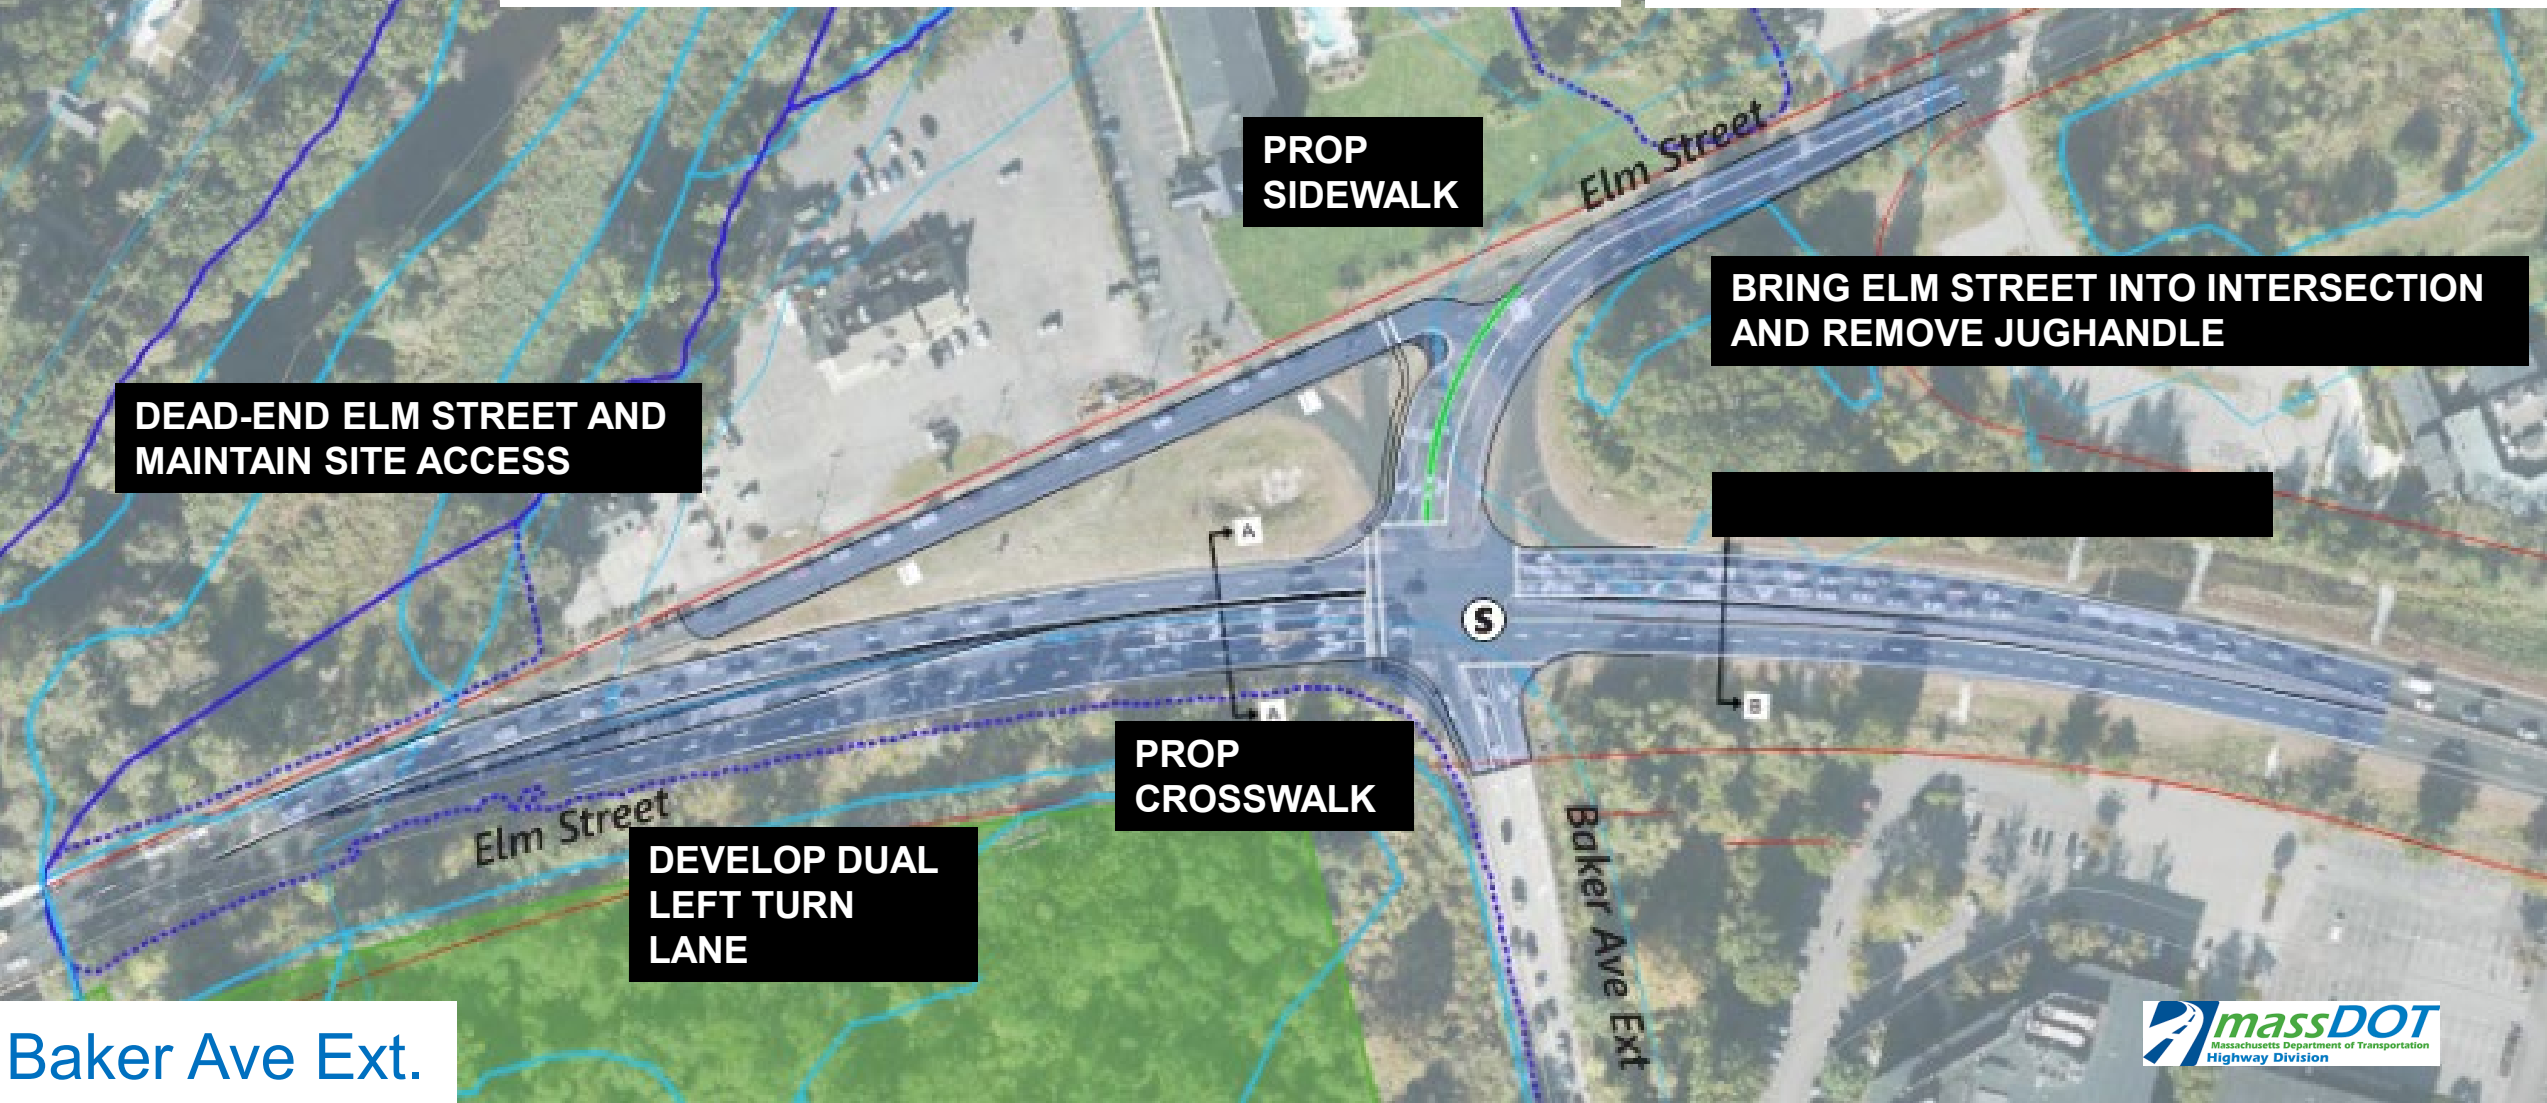 PROP
SIDEWALK
Elm Street
BRING ELM STREET INTO INTERSECTION
AND REMOVE JUGHANDLE
DEAD-END ELM STREET AND
MAINTAIN SITE ACCESS
A
S
A
B
PROP
CROSSWALK
Elm Street
DEVELOP DUAL
LEFT TURN
LANE
Baker Ave Ext
Baker Ave Ext.
massDOT
Massachusetts Department of Transportation
Highway Division